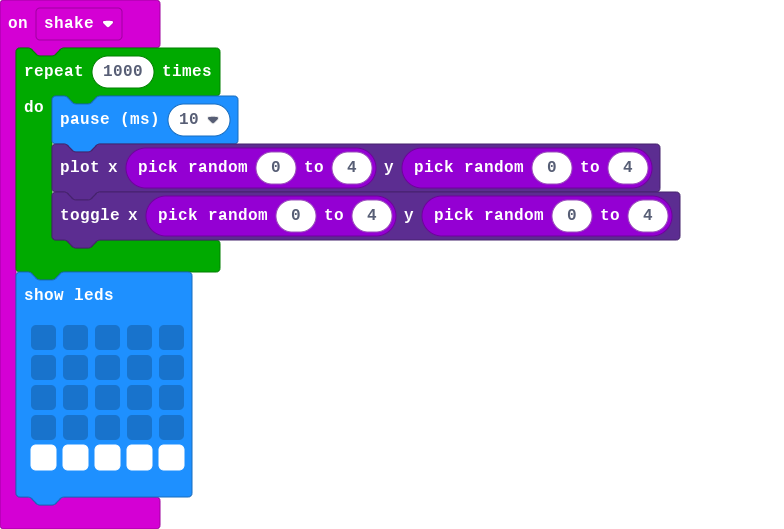 on shake
repeat 1000 times
do
pause (ms) 10
plot x pick random 0 to 4 y pick random 0 to 4
toggle x pick random 0 to 4 y pick random 0 to 4
show leds